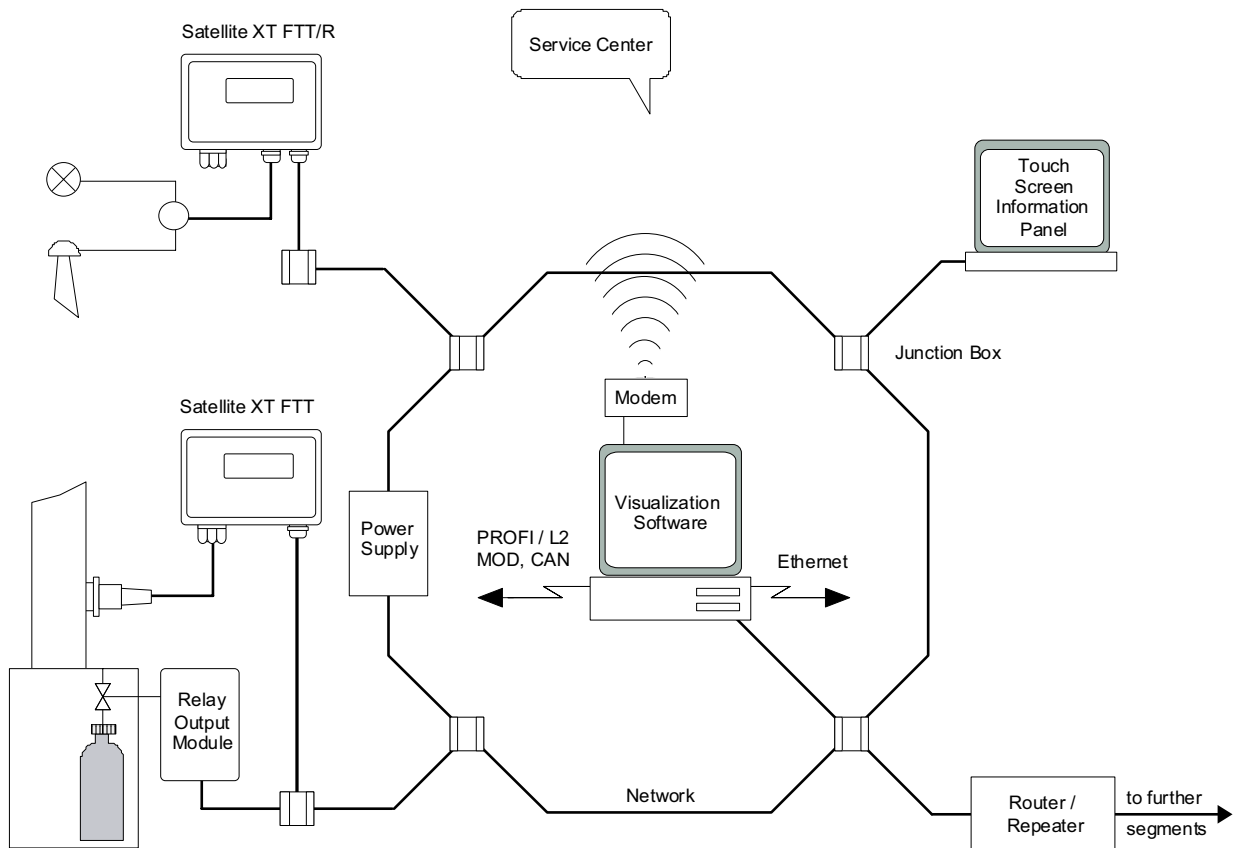 Satellite XT FTT/R
Service Center
Touch
Screen
Information
Panel
Junction Box
Modem
Satellite XT FTT
Visualization
Software
Power
Supply
PROFI / L2
MOD, CAN
Ethernet
Relay
Output
Module
Network
Router /
Repeater
to further
segments